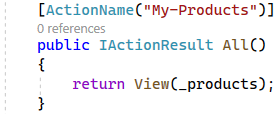 [ActionName("My-Products")]
0 references
public IActionResult All()
{
return View(_products);
}